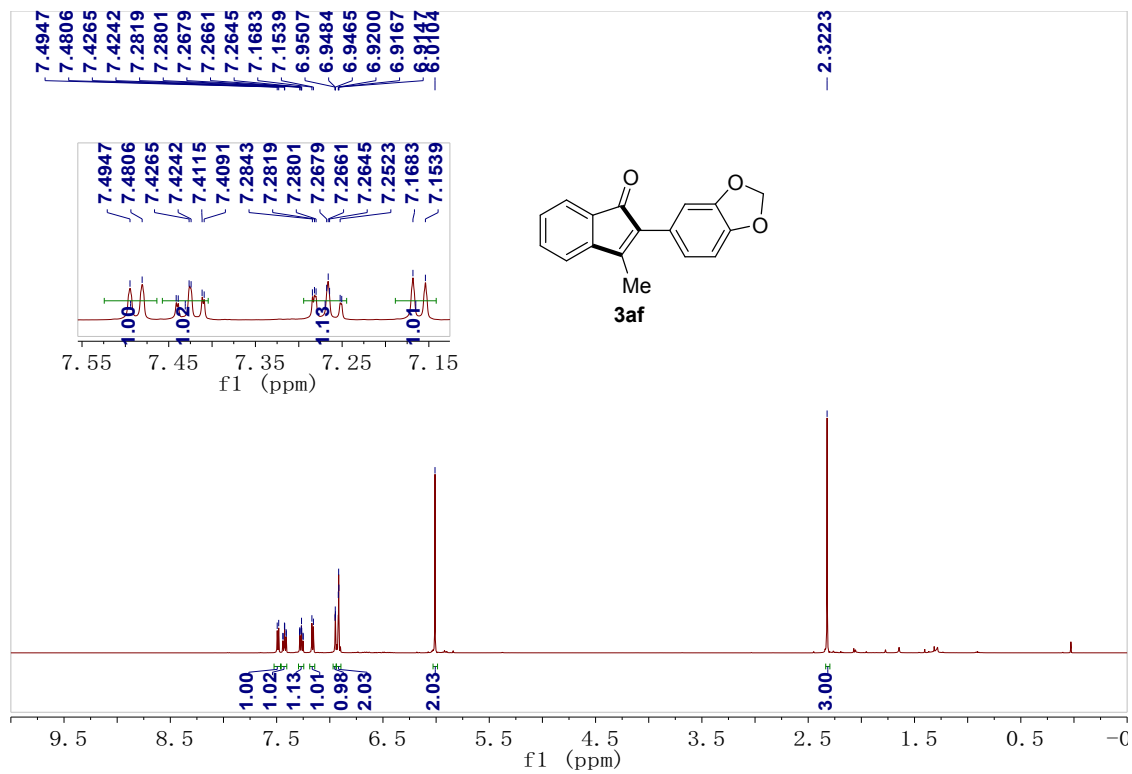 7.4947 7.4806 7.4265 7.4242 7.2819 7.2801 7.2679 7.2661 7.2645 7.1683 7.1539 6.9507 6.9484 6.9465 6.9200 6.9167 6.9147 6.0104 2.3223
7.4947 7.4806 7.4265 7.4242 7.4115 7.4091 7.2843 7.2819 7.2801 7.2679 7.2661 7.2645 7.2523 7.1683 7.1539
1.00 1.02 1.13 1.01
7.55 7.45 7.35 7.25 7.15
f1 (ppm)
O
O
O
Me
3af
1.00 1.02 1.13 1.01 0.98 2.03 2.03 3.00
9.5 8.5 7.5 6.5 5.5 4.5 3.5 2.5 1.5 0.5 -0
f1 (ppm)